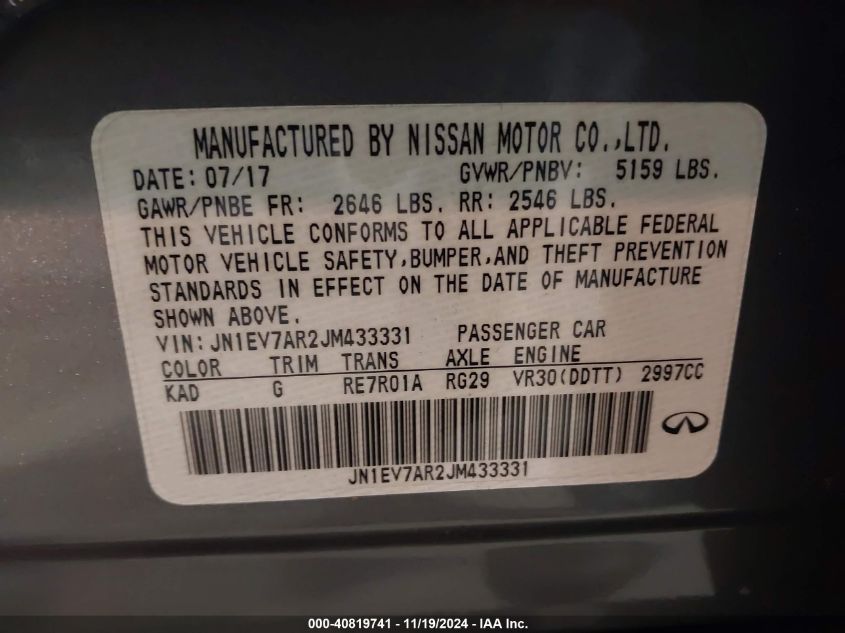 MANUFACTURED BY NISSAN MOTOR CO.,LTD.
DATE: 07/17 GVWR/PNBV: 5159 LBS.
GAWR/PNBE FR: 2646 LBS. RR: 2546 LBS.
THIS VEHICLE CONFORMS TO ALL APPLICABLE FEDERAL
MOTOR VEHICLE SAFETY,BUMPER,AND THEFT PREVENTION
STANDARDS IN EFFECT ON THE DATE OF MANUFACTURE
SHOWN ABOVE.
VIN: JN1EV7AR2JM433331 PASSENGER CAR
COLOR TRIM TRANS AXLE ENGINE
KAD G RE7R01A RG29 VR30(DDTT) 2997CC
JN1EV7AR2JM433331
000-40819741 - 11/19/2024 - IAA Inc.